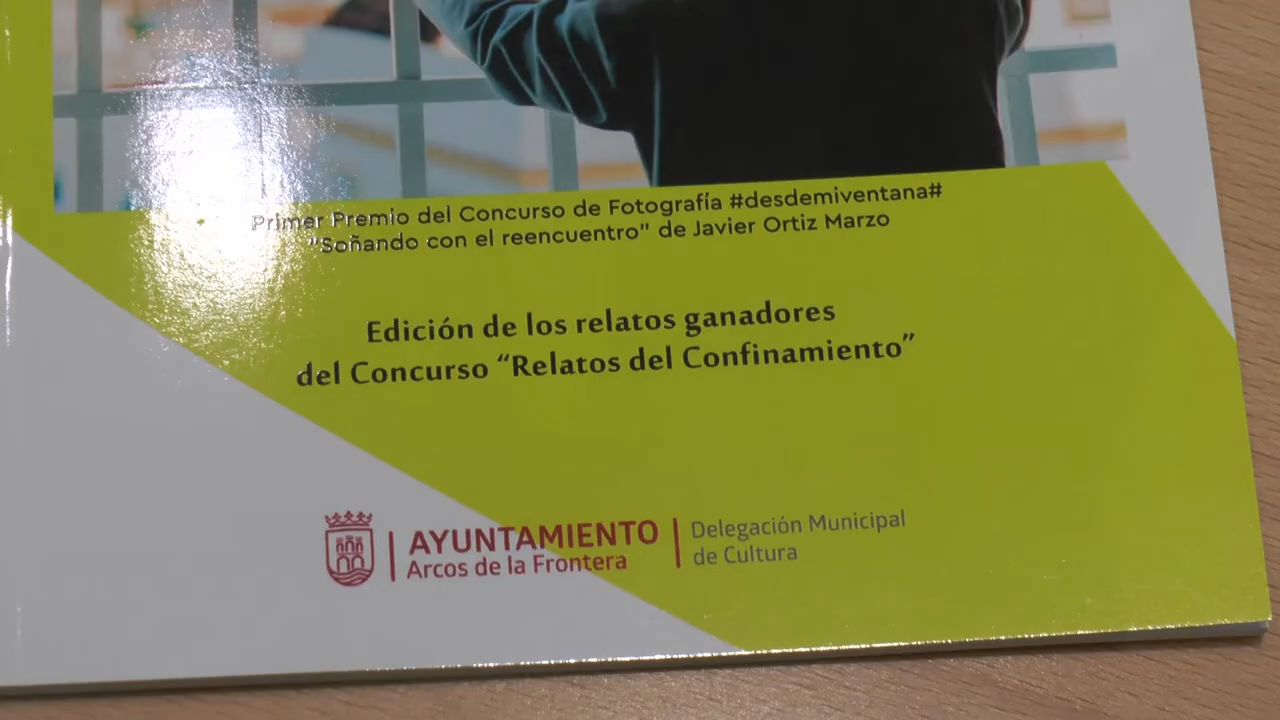 Primer Premio del Concurso de Fotografía #desdemiventana#
"Soñando con el reencuentro" de Javier Ortiz Marzo
Edición de los relatos ganadores
del Concurso “Relatos del Confinamiento”
AYUNTAMIENTO
Arcos de la Frontera
Delegación Municipal
de Cultura